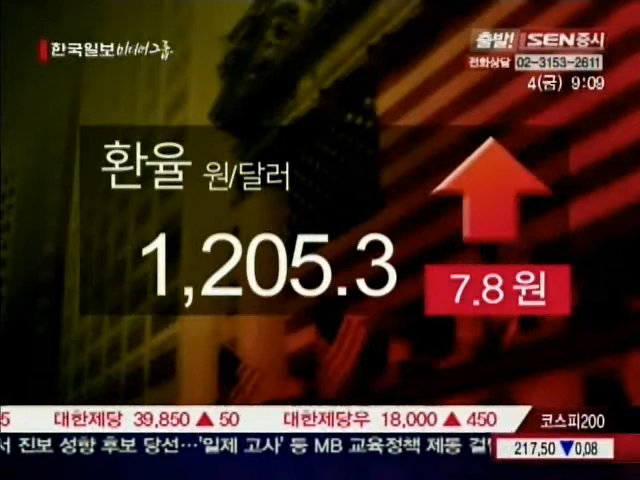 한국일보 미디어그룹
출발! SEN증시
전화상담 02-3153-2611
4(금) 9:09
환율 원/달러
1,205.3
7.8 원
5 대한제당 39,850 ▲ 50 대한제당우 18,000 ▲ 450 코스피200
서 진보 성향 후보 당선…'일제 고사' 등 MB 교육정책 제동 걸 217,50 ▼0,08